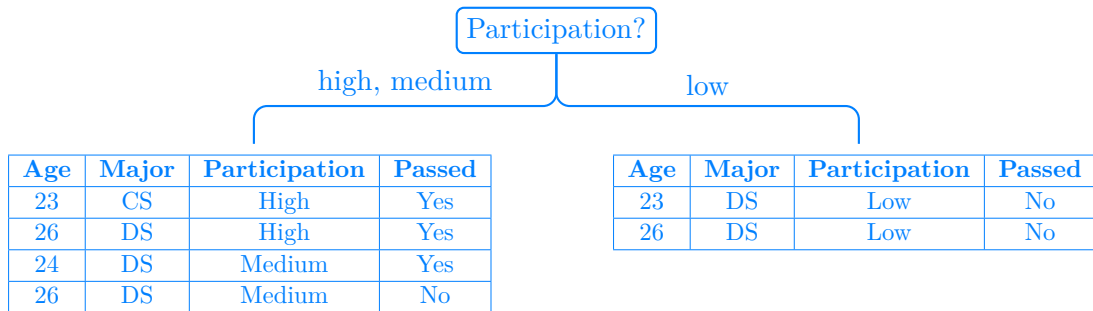 Participation?
high, medium
low
Age Major Participation Passed
23 CS High Yes
26 DS High Yes
24 DS Medium Yes
26 DS Medium No
Age Major Participation Passed
23 DS Low No
26 DS Low No